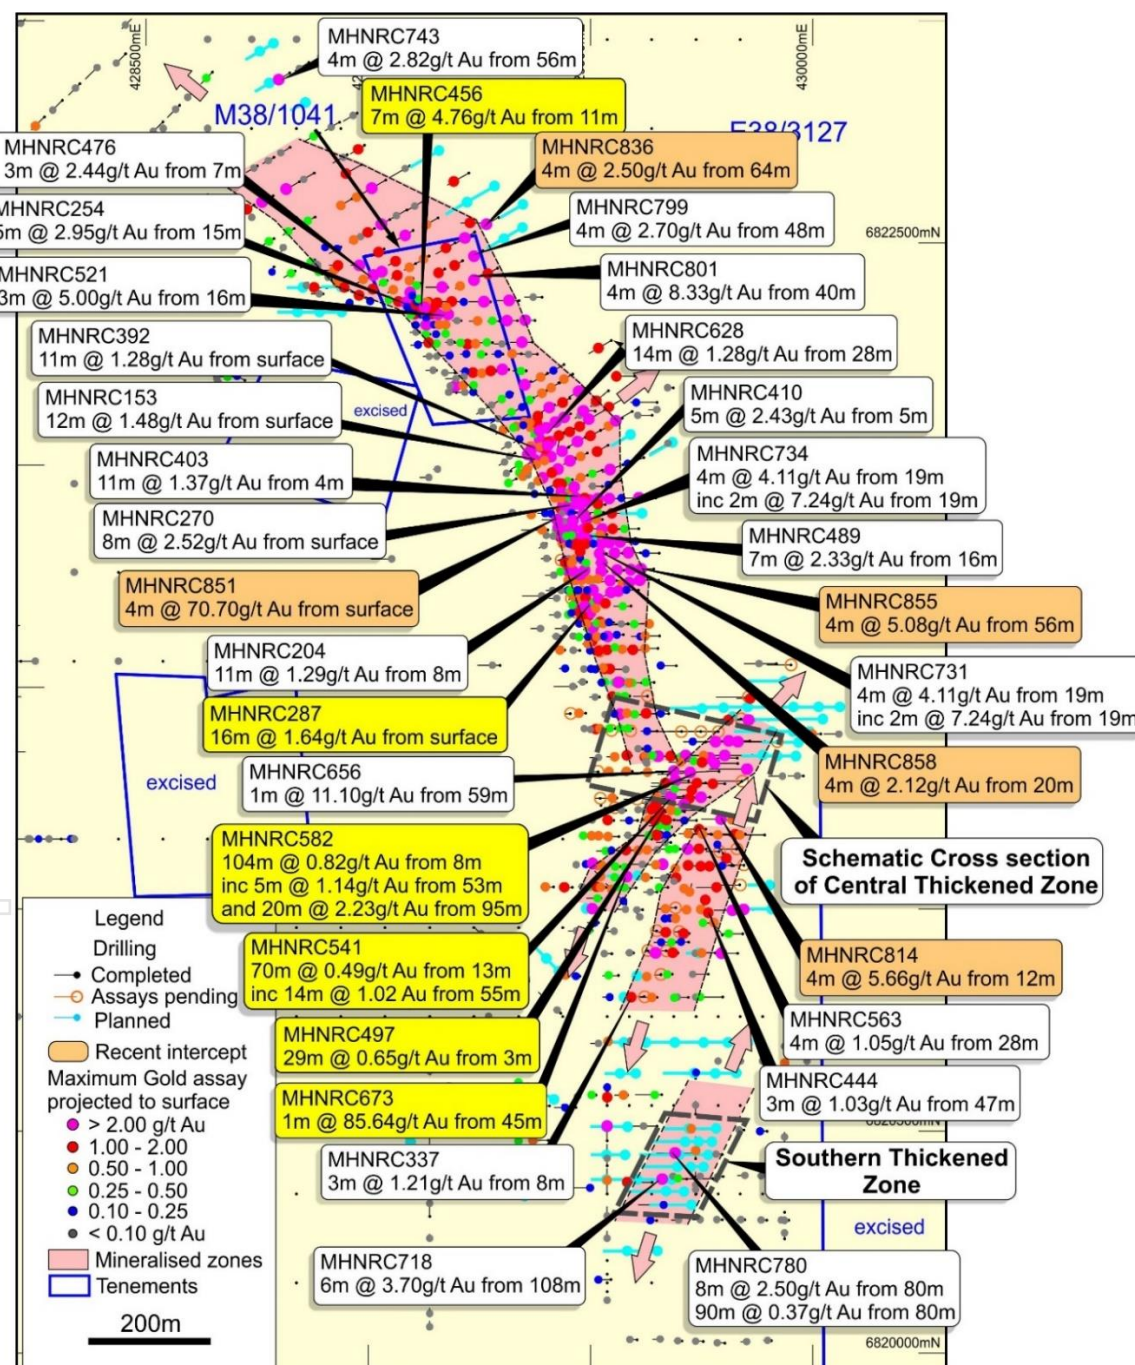 428500mE
430000mE
MHNRC743
4m @ 2.82g/t Au from 56m
M38/1041
MHNRC456
7m @ 4.76g/t Au from 11m
E38/3127
MHNRC476
3m @ 2.44g/t Au from 7m
MHNRC836
4m @ 2.50g/t Au from 64m
MHNRC254
5m @ 2.95g/t Au from 15m
MHNRC799
4m @ 2.70g/t Au from 48m
6822500mN
MHNRC521
3m @ 5.00g/t Au from 16m
MHNRC801
4m @ 8.33g/t Au from 40m
MHNRC392
11m @ 1.28g/t Au from surface
MHNRC628
14m @ 1.28g/t Au from 28m
MHNRC153
12m @ 1.48g/t Au from surface
excised
MHNRC410
5m @ 2.43g/t Au from 5m
MHNRC403
11m @ 1.37g/t Au from 4m
MHNRC734
4m @ 4.11g/t Au from 19m
inc 2m @ 7.24g/t Au from 19m
MHNRC270
8m @ 2.52g/t Au from surface
MHNRC489
7m @ 2.33g/t Au from 16m
MHNRC851
4m @ 70.70g/t Au from surface
MHNRC855
4m @ 5.08g/t Au from 56m
MHNRC204
11m @ 1.29g/t Au from 8m
MHNRC731
4m @ 4.11g/t Au from 19m
inc 2m @ 7.24g/t Au from 19m
MHNRC287
16m @ 1.64g/t Au from surface
MHNRC858
4m @ 2.12g/t Au from 20m
excised
MHNRC656
1m @ 11.10g/t Au from 59m
MHNRC582
104m @ 0.82g/t Au from 8m
inc 5m @ 1.14g/t Au from 53m
and 20m @ 2.23g/t Au from 95m
Schematic Cross section
of Central Thickened Zone
MHNRC541
70m @ 0.49g/t Au from 13m
inc 14m @ 1.02 Au from 55m
MHNRC814
4m @ 5.66g/t Au from 12m
MHNRC497
29m @ 0.65g/t Au from 3m
MHNRC563
4m @ 1.05g/t Au from 28m
MHNRC673
1m @ 85.64g/t Au from 45m
MHNRC444
3m @ 1.03g/t Au from 47m
MHNRC337
3m @ 1.21g/t Au from 8m
Southern Thickened
Zone
excised
MHNRC718
6m @ 3.70g/t Au from 108m
MHNRC780
8m @ 2.50g/t Au from 80m
90m @ 0.37g/t Au from 80m
6820000mN
Legend
Drilling
Completed
Assays pending
Planned
Recent intercept
Maximum Gold assay
projected to surface
> 2.00 g/t Au
1.00 - 2.00
0.50 - 1.00
0.25 - 0.50
0.10 - 0.25
< 0.10 g/t Au
Mineralised zones
Tenements
200m